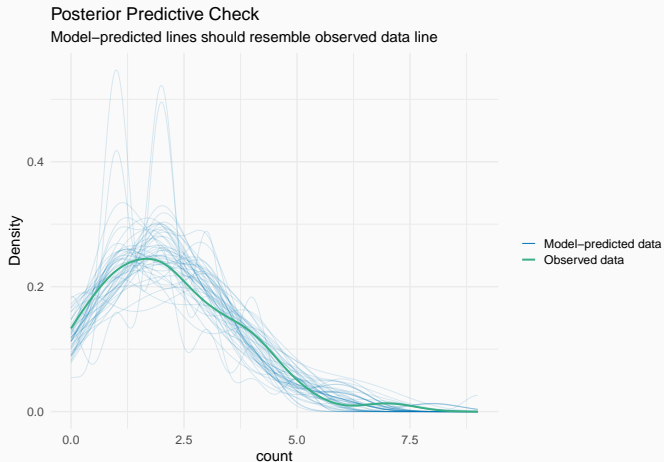 Posterior Predictive Check
Model−predicted lines should resemble observed data line
Density
0.4
0.2
0.0
0.0 2.5 5.0 7.5
count
Model−predicted data
Observed data